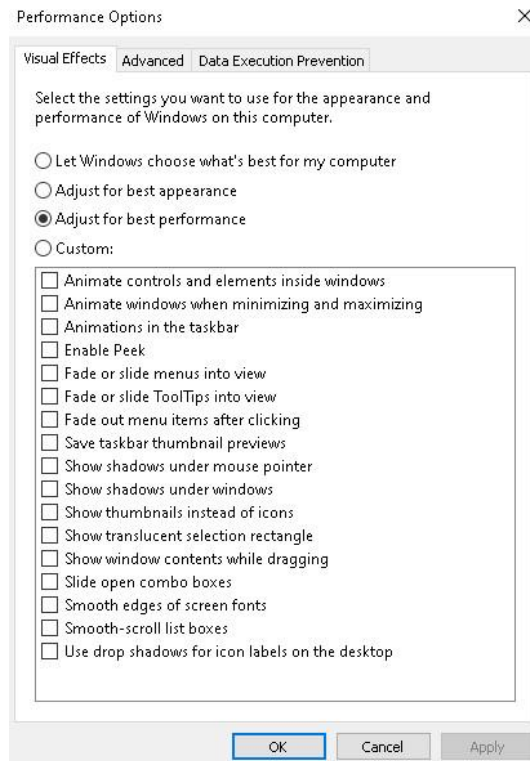 Performance Options
Visual Effects Advanced Data Execution Prevention
Select the settings you want to use for the appearance and
performance of Windows on this computer.
Let Windows choose what's best for my computer
Adjust for best appearance
Adjust for best performance
Custom:
Animate controls and elements inside windows
Animate windows when minimizing and maximizing
Animations in the taskbar
Enable Peek
Fade or slide menus into view
Fade or slide ToolTips into view
Fade out menu items after clicking
Save taskbar thumbnail previews
Show shadows under mouse pointer
Show shadows under windows
Show thumbnails instead of icons
Show translucent selection rectangle
Show window contents while dragging
Slide open combo boxes
Smooth edges of screen fonts
Smooth-scroll list boxes
Use drop shadows for icon labels on the desktop
OK Cancel Apply